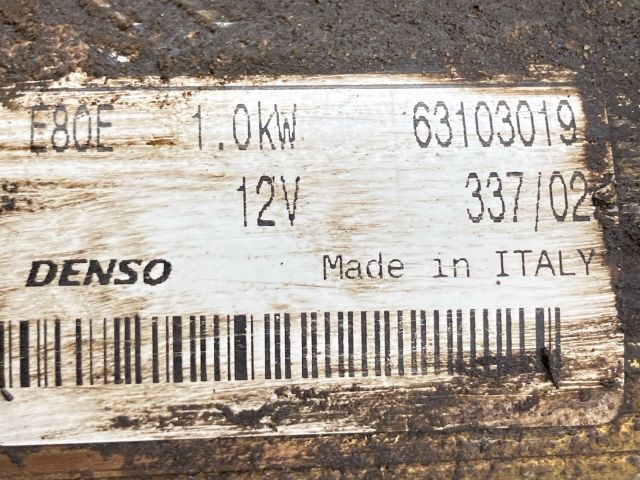 E80E 1.0kW 63103019
12V 337/02
DENSO Made in ITALY